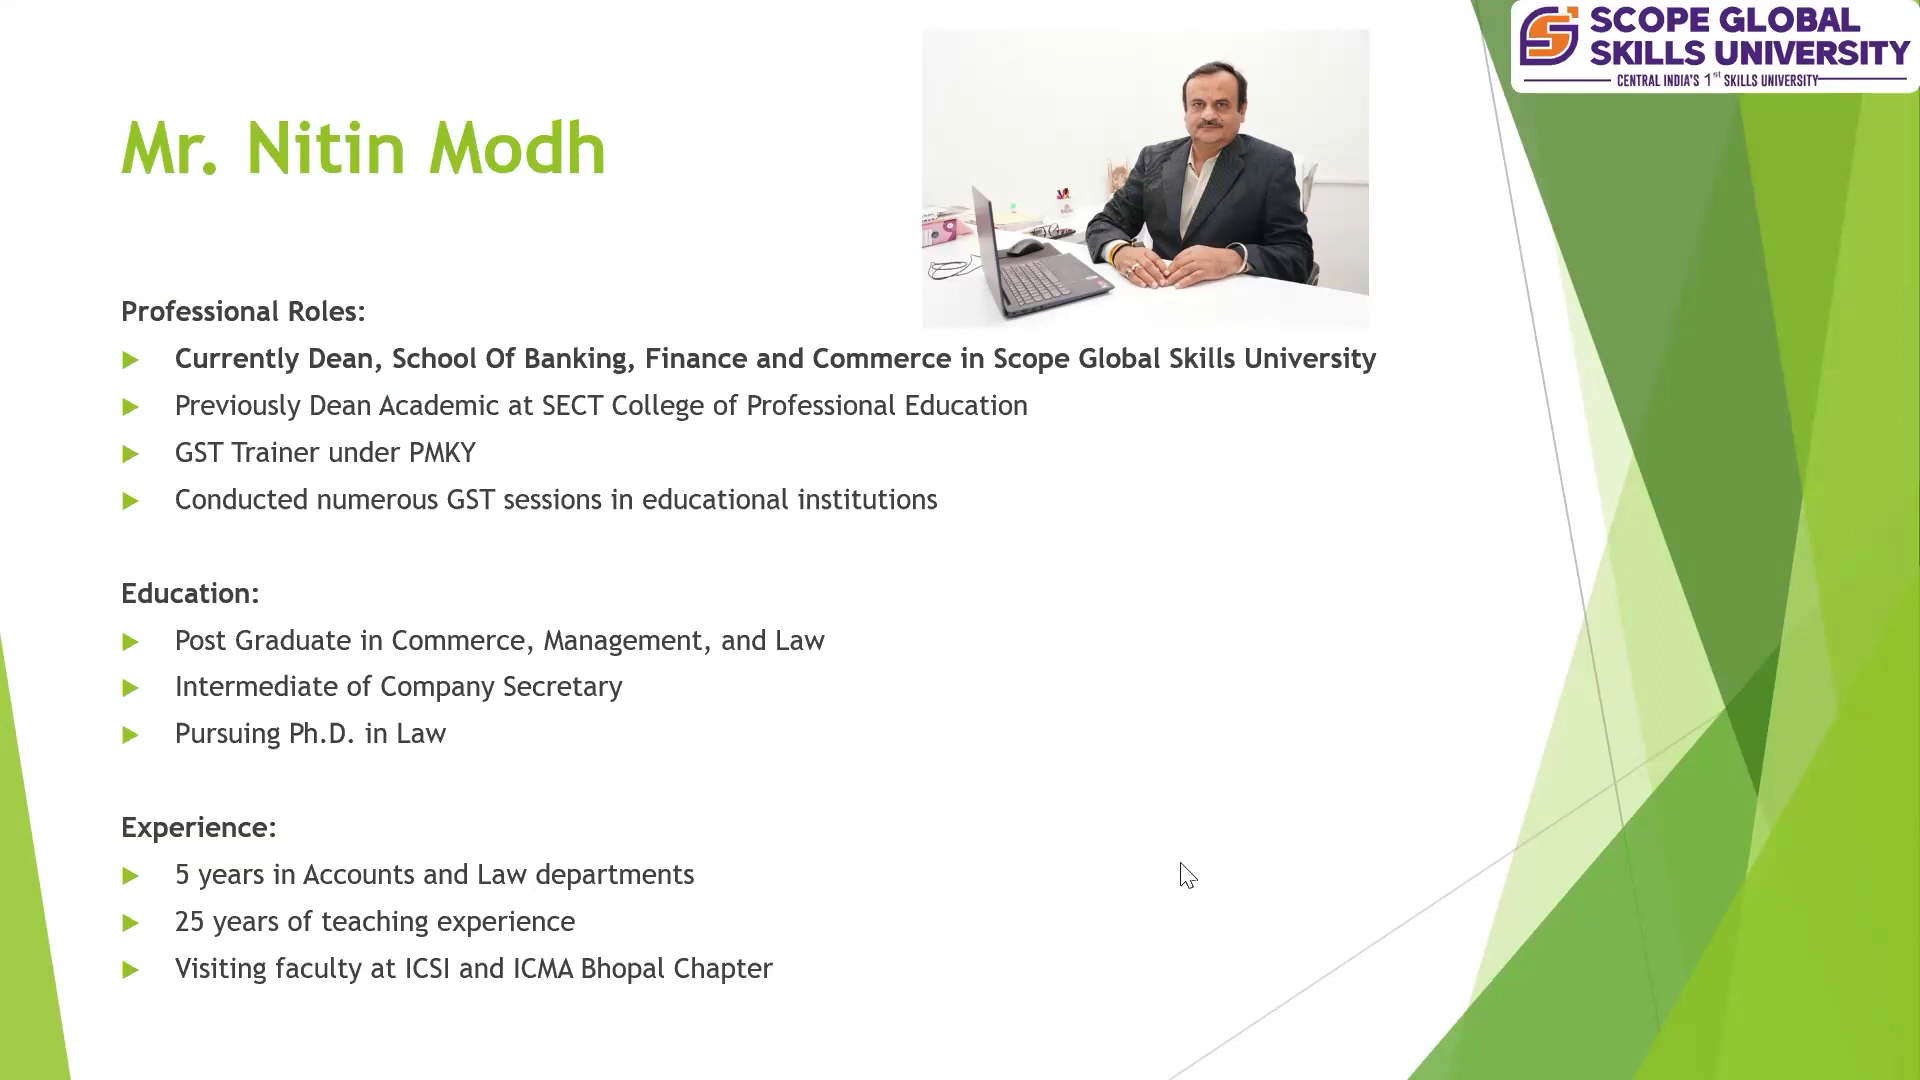 SCOPE GLOBAL
SKILLS UNIVERSITY
CENTRAL INDIA'S 1st SKILLS UNIVERSITY
Mr. Nitin Modh
Professional Roles:
Currently Dean, School Of Banking, Finance and Commerce in Scope Global Skills University
Previously Dean Academic at SECT College of Professional Education
GST Trainer under PMKY
Conducted numerous GST sessions in educational institutions
Education:
Post Graduate in Commerce, Management, and Law
Intermediate of Company Secretary
Pursuing Ph.D. in Law
Experience:
5 years in Accounts and Law departments
25 years of teaching experience
Visiting faculty at ICSI and ICMA Bhopal Chapter